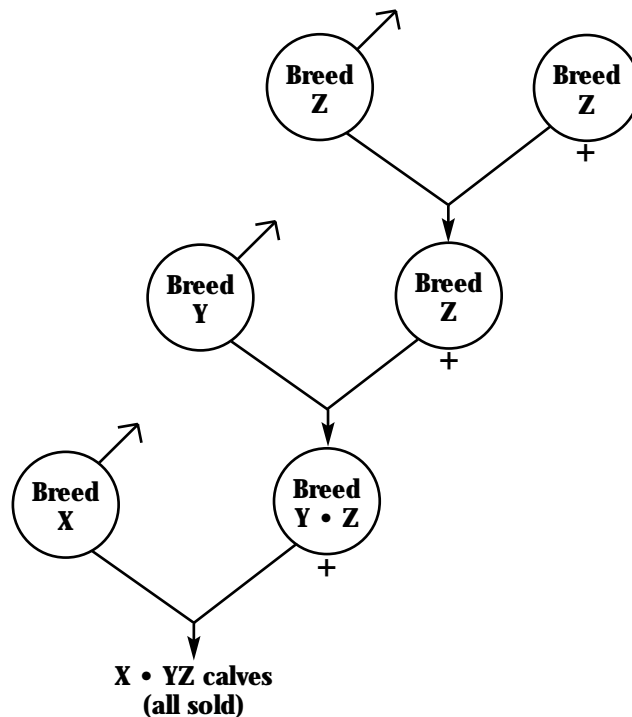 Breed
Z
Breed
Z
+
Breed
Y
Breed
Z
+
Breed
X
Breed
Y • Z
+
X • YZ calves
(all sold)